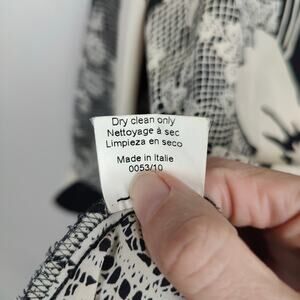 Dry clean only
Nettoyage à sec
Limpieza en seco
Made in Italie
0053/10